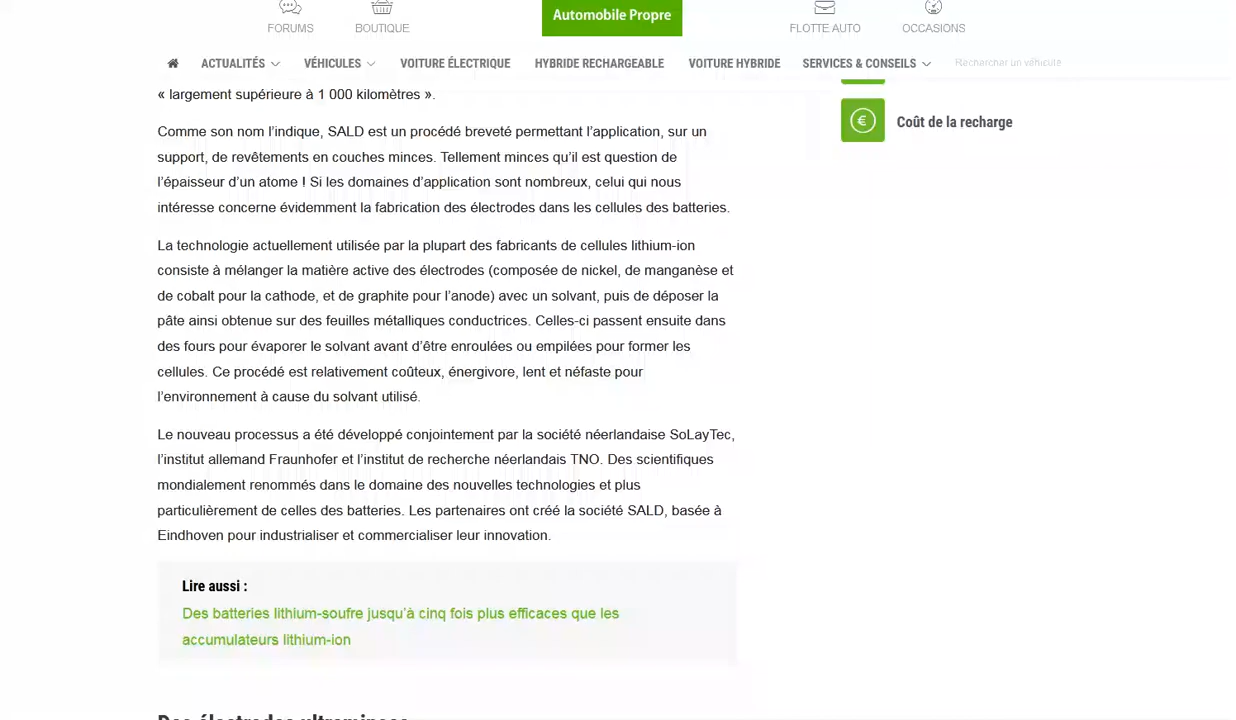 Automobile Propre
FORUMS
BOUTIQUE
FLOTTE AUTO
OCCASIONS
ACTUALITÉS
VÉHICULES
VOITURE ÉLECTRIQUE
HYBRIDE RECHARGEABLE
VOITURE HYBRIDE
SERVICES & CONSEILS
Rechercher un véhicule
« largement supérieure à 1 000 kilomètres ».
Comme son nom l’indique, SALD est un procédé breveté permettant l’application, sur un
support, de revêtements en couches minces. Tellement minces qu’il est question de
l’épaisseur d’un atome ! Si les domaines d’application sont nombreux, celui qui nous
intéresse concerne évidemment la fabrication des électrodes dans les cellules des batteries.
La technologie actuellement utilisée par la plupart des fabricants de cellules lithium-ion
consiste à mélanger la matière active des électrodes (composée de nickel, de manganèse et
de cobalt pour la cathode, et de graphite pour l’anode) avec un solvant, puis de déposer la
pâte ainsi obtenue sur des feuilles métalliques conductrices. Celles-ci passent ensuite dans
des fours pour évaporer le solvant avant d’être enroulées ou empilées pour former les
cellules. Ce procédé est relativement coûteux, énergivore, lent et néfaste pour
l’environnement à cause du solvant utilisé.
Le nouveau processus a été développé conjointement par la société néerlandaise SoLayTec,
l’institut allemand Fraunhofer et l’institut de recherche néerlandais TNO. Des scientifiques
mondialement renommés dans le domaine des nouvelles technologies et plus
particulièrement de celles des batteries. Les partenaires ont créé la société SALD, basée à
Eindhoven pour industrialiser et commercialiser leur innovation.
Lire aussi :
Des batteries lithium-soufre jusqu’à cinq fois plus efficaces que les
accumulateurs lithium-ion
Des électrodes ultraminces
€
Coût de la recharge